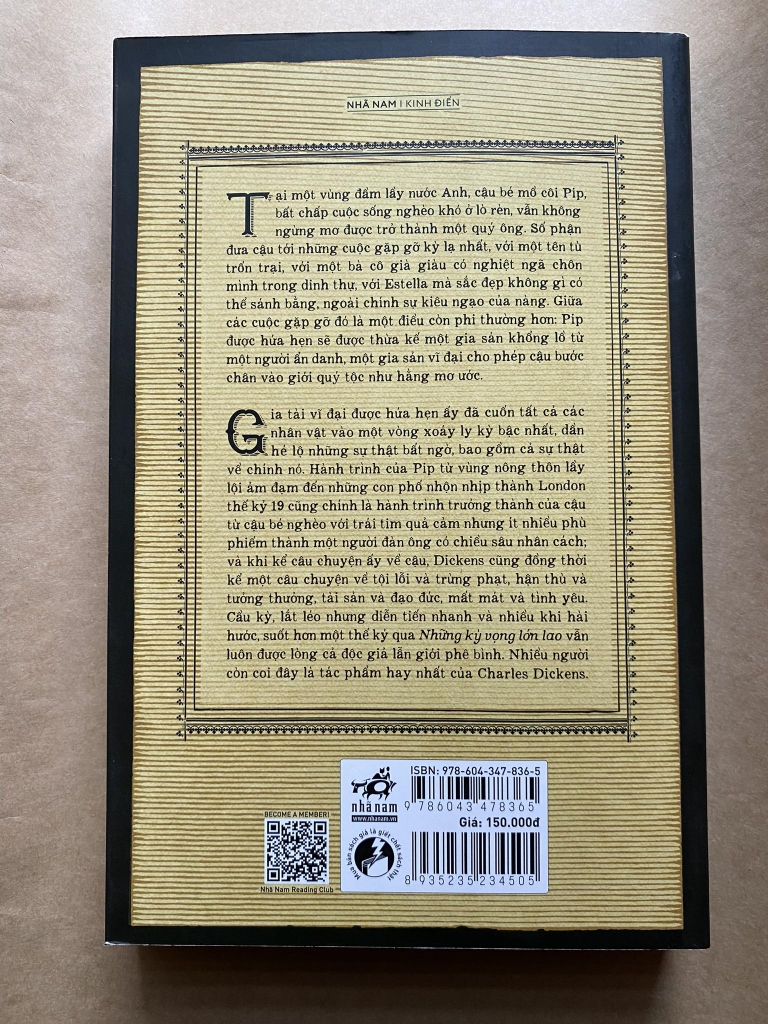 NHÃ NAM | KINH ĐIỂN
Tại một vùng đầm lầy nước Anh, cậu bé mồ côi Pip,
bất chấp cuộc sống nghèo khó ở lò rèn, vẫn không
ngừng mơ được trở thành một quý ông. Số phận
đưa cậu tới những cuộc gặp gỡ kỳ lạ nhất, với một tên tù
trốn trại, với một bà cô già giàu có nghiệt ngã chôn
mình trong dinh thự, với Estella mà sắc đẹp không gì có
thể sánh bằng, ngoài chính sự kiêu ngạo của nàng. Giữa
các cuộc gặp gỡ đó là một điều còn phi thường hơn: Pip
được hứa hẹn sẽ được thừa kế một gia sản khổng lồ từ
một người ẩn danh, một gia sản vĩ đại cho phép cậu bước
chân vào giới quý tộc như hằng mơ ước.
Gia tài vĩ đại được hứa hẹn ấy đã cuốn tất cả các
nhân vật vào một vòng xoáy ly kỳ bậc nhất, dần
hé lộ những sự thật bất ngờ, bao gồm cả sự thật
về chính nó. Hành trình của Pip từ vùng nông thôn lầy
lội ảm đạm đến những con phố nhộn nhịp thành London
thế kỷ 19 cũng chính là hành trình trưởng thành của cậu
từ cậu bé nghèo với trái tim quả cảm nhưng ít nhiều phù
phiếm thành một người đàn ông có chiều sâu nhân cách;
và khi kể câu chuyện ấy về cậu, Dickens cũng đồng thời
kể một câu chuyện về tội lỗi và trừng phạt, hận thù và
tưởng thưởng, tài sản và đạo đức, mất mát và tình yêu.
Cầu kỳ, lắt léo nhưng diễn tiến nhanh và nhiều khi hài
hước, suốt hơn một thế kỷ qua Những kỳ vọng lớn lao vẫn
luôn được lòng cả độc giả lẫn giới phê bình. Nhiều người
còn coi đây là tác phẩm hay nhất của Charles Dickens.
BECOME A MEMBER!
Nhã Nam Reading Club
nhã nam
www.nhanam.vn
Mua bán sách giả là giết chết sách thật
ISBN: 978-604-347-836-5
9 786043 478365
Giá: 150.000đ
8 935235 234505